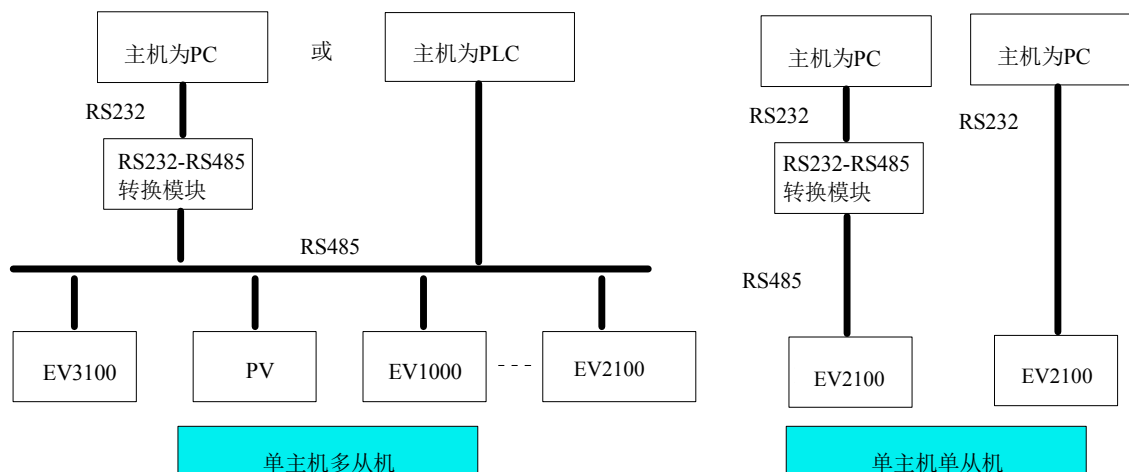 主机为PC
或
主机为PLC
RS232
RS232-RS485
转换模块
RS485
EV3100
PV
EV1000
- - -
EV2100
单主机多从机
主机为PC
主机为PC
RS232
RS232
RS232-RS485
转换模块
RS485
EV2100
EV2100
单主机单从机